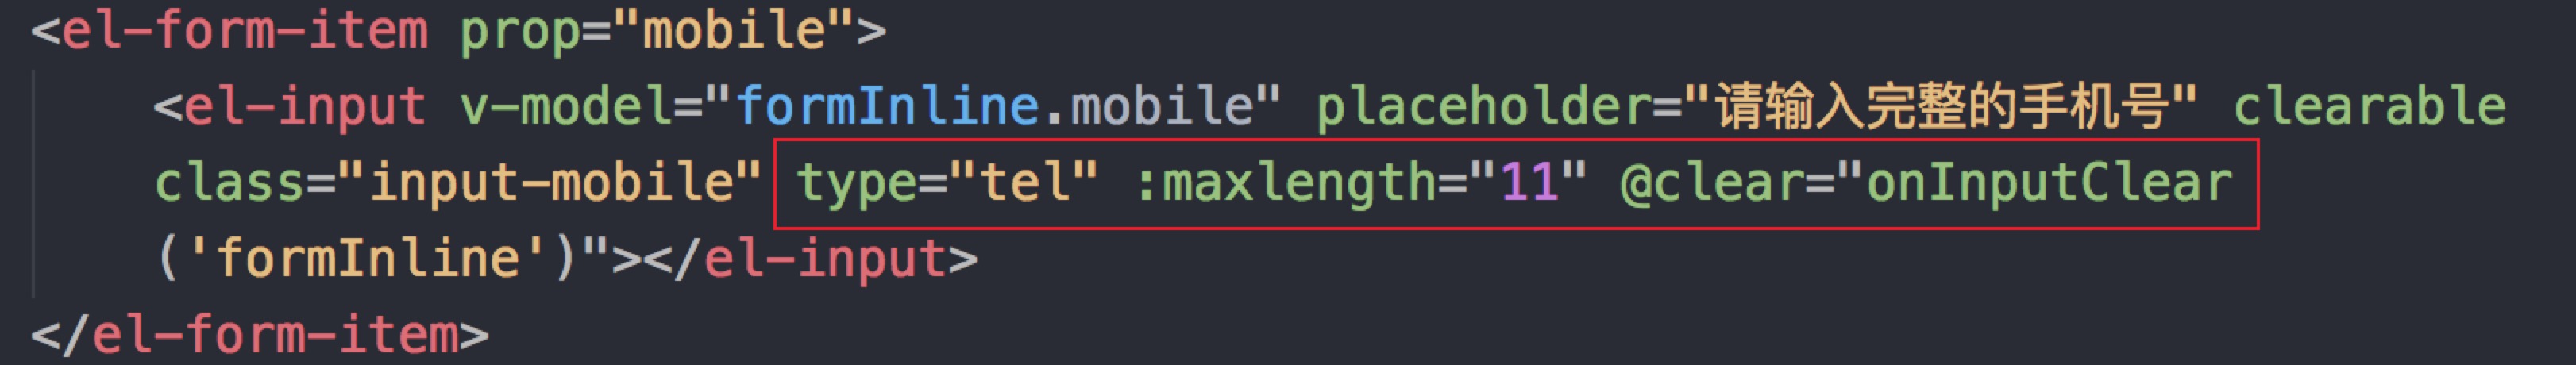 <el-form-item prop="mobile">
<el-input v-model="formInline.mobile" placeholder="请输入完整的手机号" clearable
class="input-mobile" type="tel" :maxlength="11" @clear="onInputClear
('formInline')"></el-input>
</el-form-item>